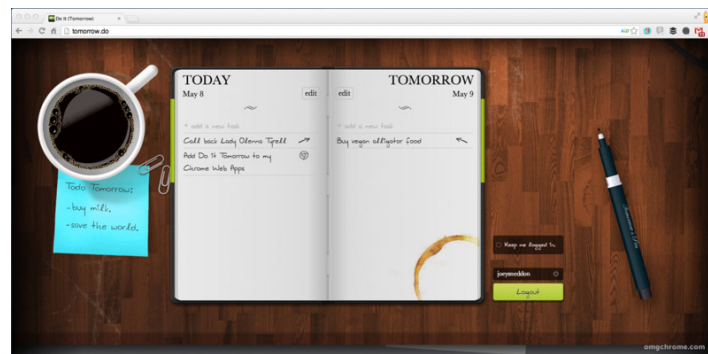 Do It (Tomorrow)
tomorrow.do
TODAY
May 8
edit
+ add a new task
Call back Lady Olenna Tyrell
Add Do It Tomorrow to my
Chrome Web Apps
TOMORROW
edit
May 9
+ add a new task
Buy vegan alligator food
Todo Tomorrow:
-buy milk.
-save the world.
Keep me logged in.
joeymeddon
Logout
omgchrome.com